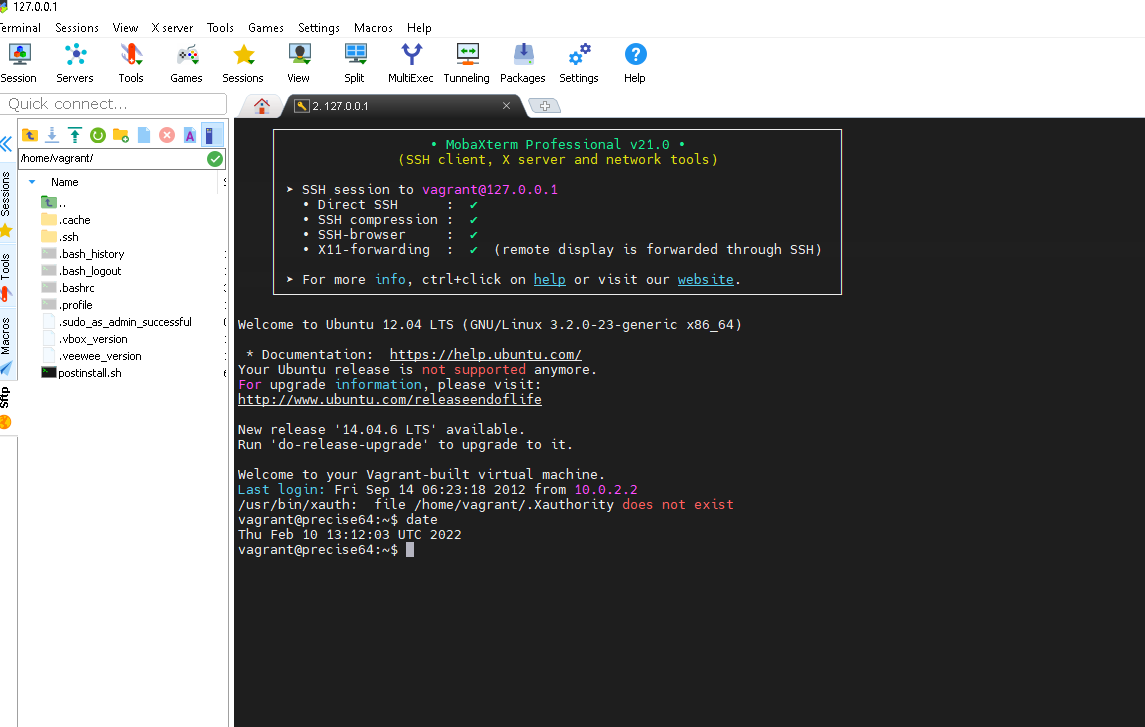 127.0.0.1
Terminal Sessions View X server Tools Games Settings Macros Help
Session Servers Tools Games Sessions View Split MultiExec Tunneling Packages Settings Help
Quick connect...
2. 127.0.0.1
/home/vagrant/
Name
..
.cache
.ssh
.bash_history
.bash_logout
.bashrc
.profile
.sudo_as_admin_successful
.vbox_version
.veewee_version
postinstall.sh
Sessions
Tools
Macros
Sftp
• MobaXterm Professional v21.0 •
(SSH client, X server and network tools)
➤ SSH session to vagrant@127.0.0.1
• Direct SSH : ✔
• SSH compression : ✔
• SSH-browser : ✔
• X11-forwarding : ✔ (remote display is forwarded through SSH)
➤ For more info, ctrl+click on help or visit our website.
Welcome to Ubuntu 12.04 LTS (GNU/Linux 3.2.0-23-generic x86_64)
* Documentation: https://help.ubuntu.com/
Your Ubuntu release is not supported anymore.
For upgrade information, please visit:
http://www.ubuntu.com/releaseendoflife
New release '14.04.6 LTS' available.
Run 'do-release-upgrade' to upgrade to it.
Welcome to your Vagrant-built virtual machine.
Last login: Fri Sep 14 06:23:18 2012 from 10.0.2.2
/usr/bin/xauth: file /home/vagrant/.Xauthority does not exist
vagrant@precise64:~$ date
Thu Feb 10 13:12:03 UTC 2022
vagrant@precise64:~$